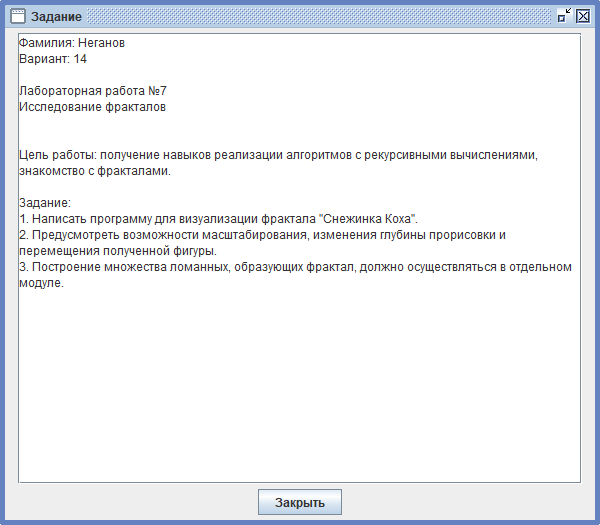 Задание
Фамилия: Неганов
Вариант: 14
Лабораторная работа №7
Исследование фракталов
Цель работы: получение навыков реализации алгоритмов с рекурсивными вычислениями,
знакомство с фракталами.
Задание:
1. Написать программу для визуализации фрактала "Снежинка Коха".
2. Предусмотреть возможности масштабирования, изменения глубины прорисовки и
перемещения полученной фигуры.
3. Построение множества ломанных, образующих фрактал, должно осуществляться в отдельном
модуле.
Закрыть